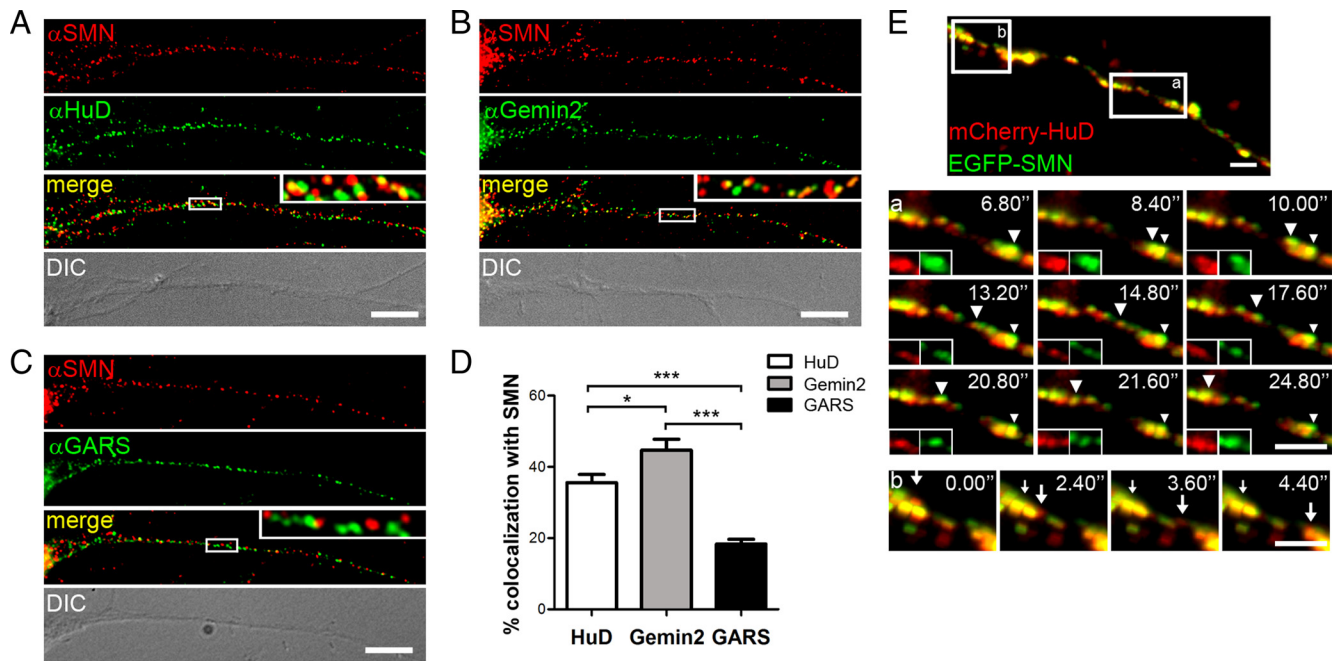 A
αSMN
αHuD
merge
DIC
B
αSMN
αGemin2
merge
DIC
C
αSMN
αGARS
merge
DIC
D
HuD
Gemin2
GARS
% colocalization with SMN
60
40
20
0
***
*
***
HuD Gemin2 GARS
E
b
a
mCherry-HuD
EGFP-SMN
a
6.80” 8.40” 10.00”
13.20” 14.80” 17.60”
20.80” 21.60” 24.80”
b
0.00” 2.40” 3.60” 4.40”